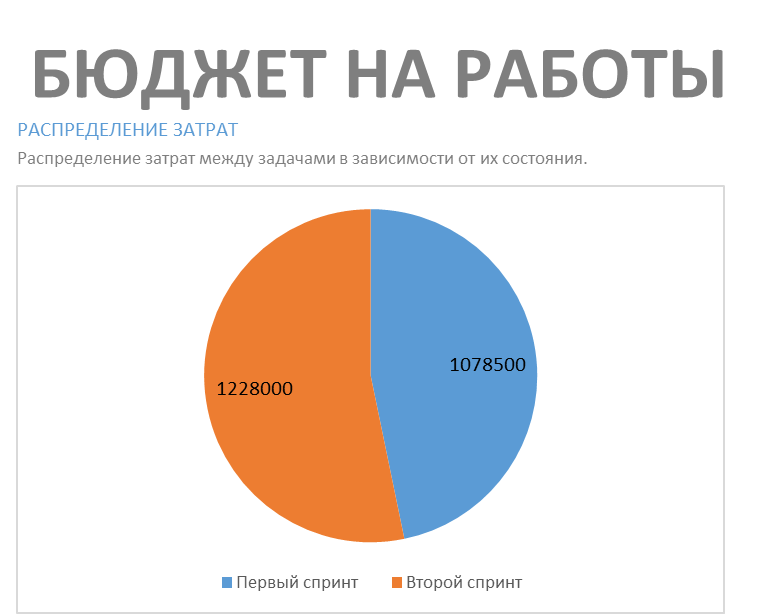 БЮДЖЕТ НА РАБОТЫ
РАСПРЕДЕЛЕНИЕ ЗАТРАТ
Распределение затрат между задачами в зависимости от их состояния.
1078500
1228000
Первый спринт
Второй спринт